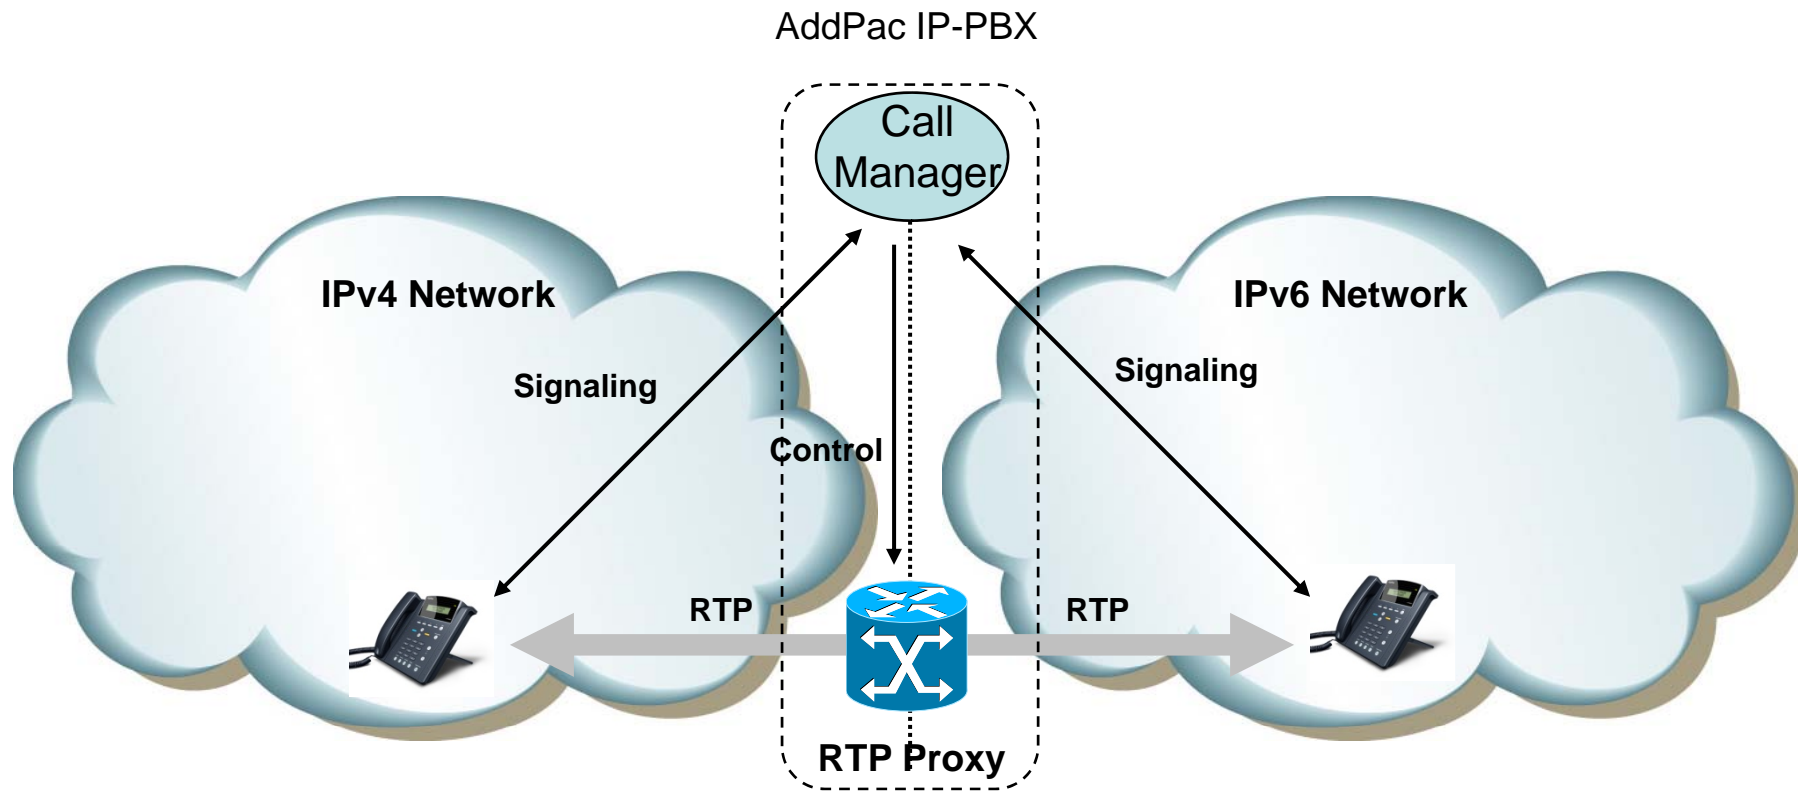 AddPac IP-PBX
Call
Manager
IPv4 Network
IPv6 Network
Signaling
Signaling
Control
RTP
RTP
RTP Proxy